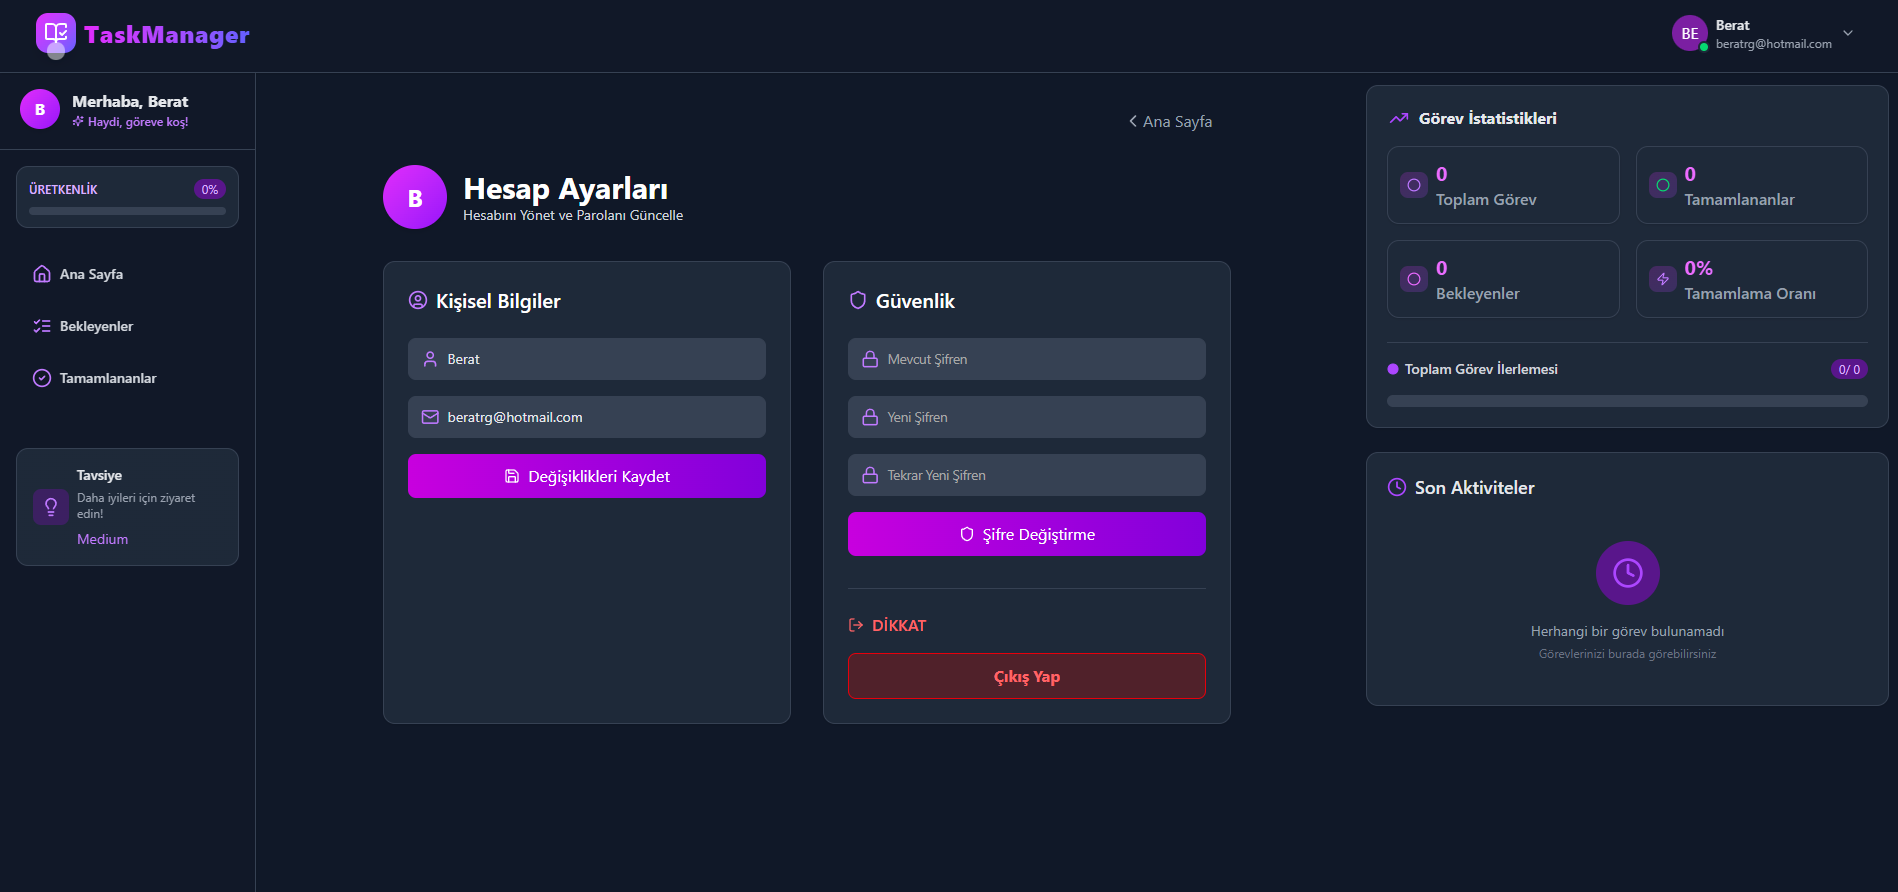 TaskManager
BE
Berat
beratrg@hotmail.com
B
Merhaba, Berat
Haydi, göreve koş!
ÜRETKENLİK
0%
Ana Sayfa
Bekleyenler
Tamamlananlar
Tavsiye
Daha iyileri için ziyaret
edin!
Medium
Ana Sayfa
B
Hesap Ayarları
Hesabını Yönet ve Parolanı Güncelle
Kişisel Bilgiler
Berat
beratrg@hotmail.com
Değişiklikleri Kaydet
Güvenlik
Mevcut Şifren
Yeni Şifren
Tekrar Yeni Şifren
Şifre Değiştirme
DİKKAT
Çıkış Yap
Görev İstatistikleri
0
Toplam Görev
0
Tamamlananlar
0
Bekleyenler
0%
Tamamlama Oranı
Toplam Görev İlerlemesi
0/ 0
Son Aktiviteler
Herhangi bir görev bulunamadı
Görevlerinizi burada görebilirsiniz